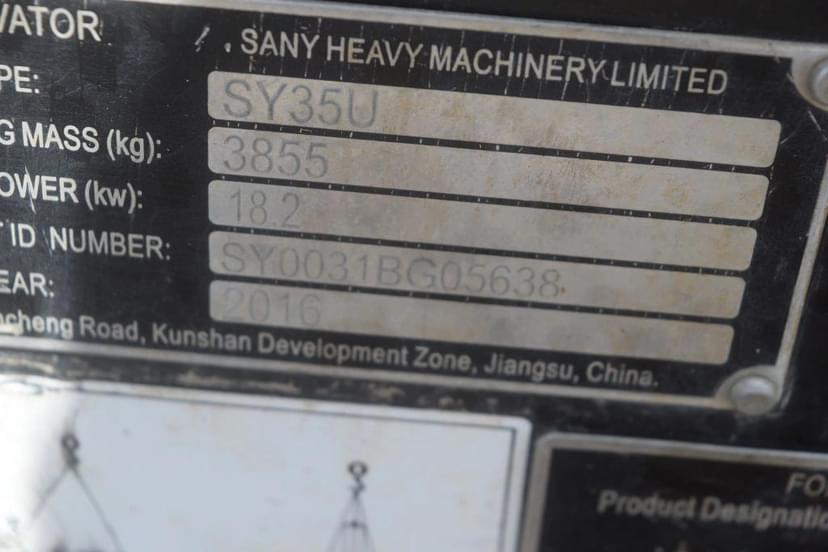 VATOR
SANY HEAVY MACHINERY LIMITED
PE: SY35U
G MASS (kg): 3855
OWER (kw): 18.2
T ID NUMBER: SY0031BG05638
EAR: 2016
ncheng Road, Kunshan Development Zone, Jiangsu, China.
FO
Product Designatio